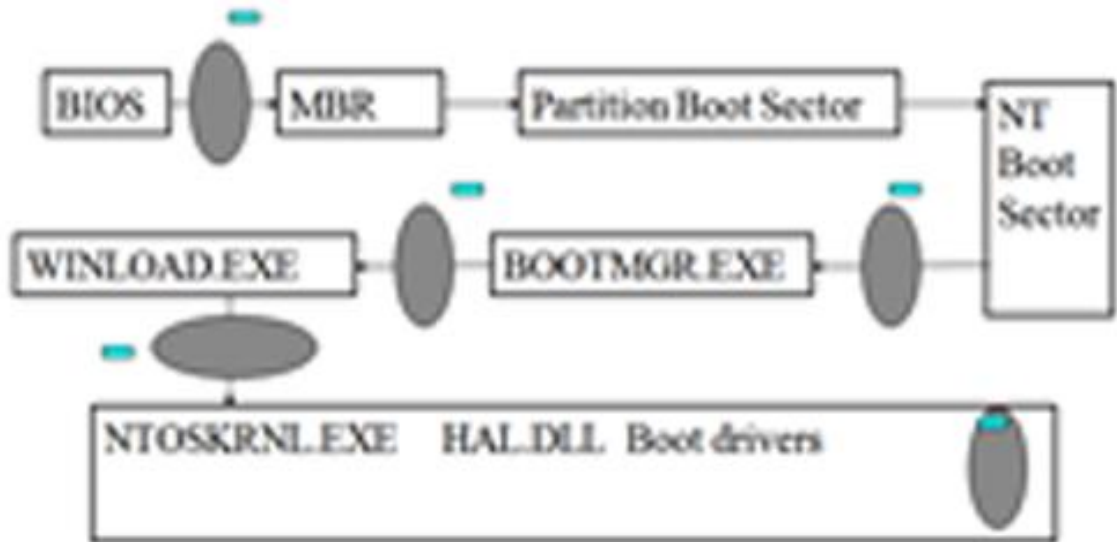 BIOS
MBR
Partition Boot Sector
NT
Boot
Sector
BOOTMGR.EXE
WINLOAD.EXE
NTOSKRNL.EXE HAL.DLL Boot drivers